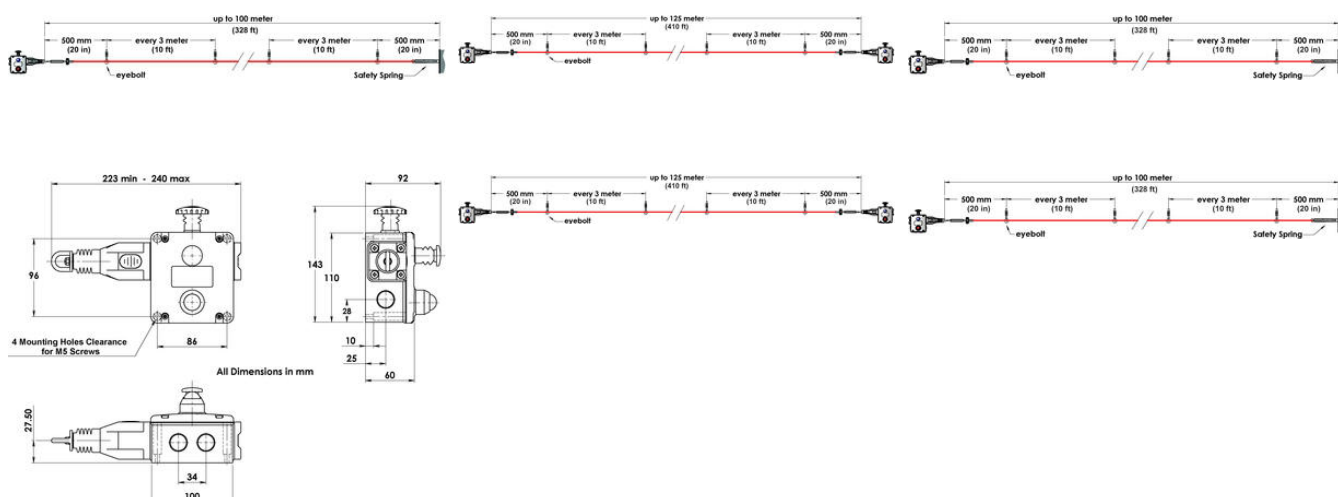 up to 100 meter
(328 ft)
500 mm
(20 in)
every 3 meter
(10 ft)
every 3 meter
(10 ft)
500 mm
(20 in)
eyebolt
Safety Spring
up to 125 meter
(410 ft)
500 mm
(20 in)
every 3 meter
(10 ft)
every 3 meter
(10 ft)
500 mm
(20 in)
eyebolt
up to 100 meter
(328 ft)
500 mm
(20 in)
every 3 meter
(10 ft)
every 3 meter
(10 ft)
500 mm
(20 in)
eyebolt
Safety Spring
223 min - 240 max
96
86
4 Mounting Holes Clearance
for M5 Screws
92
143
110
28
10
25
60
All Dimensions in mm
up to 125 meter
(410 ft)
500 mm
(20 in)
every 3 meter
(10 ft)
every 3 meter
(10 ft)
500 mm
(20 in)
eyebolt
up to 100 meter
(328 ft)
500 mm
(20 in)
every 3 meter
(10 ft)
every 3 meter
(10 ft)
500 mm
(20 in)
eyebolt
Safety Spring
27.50
34
100